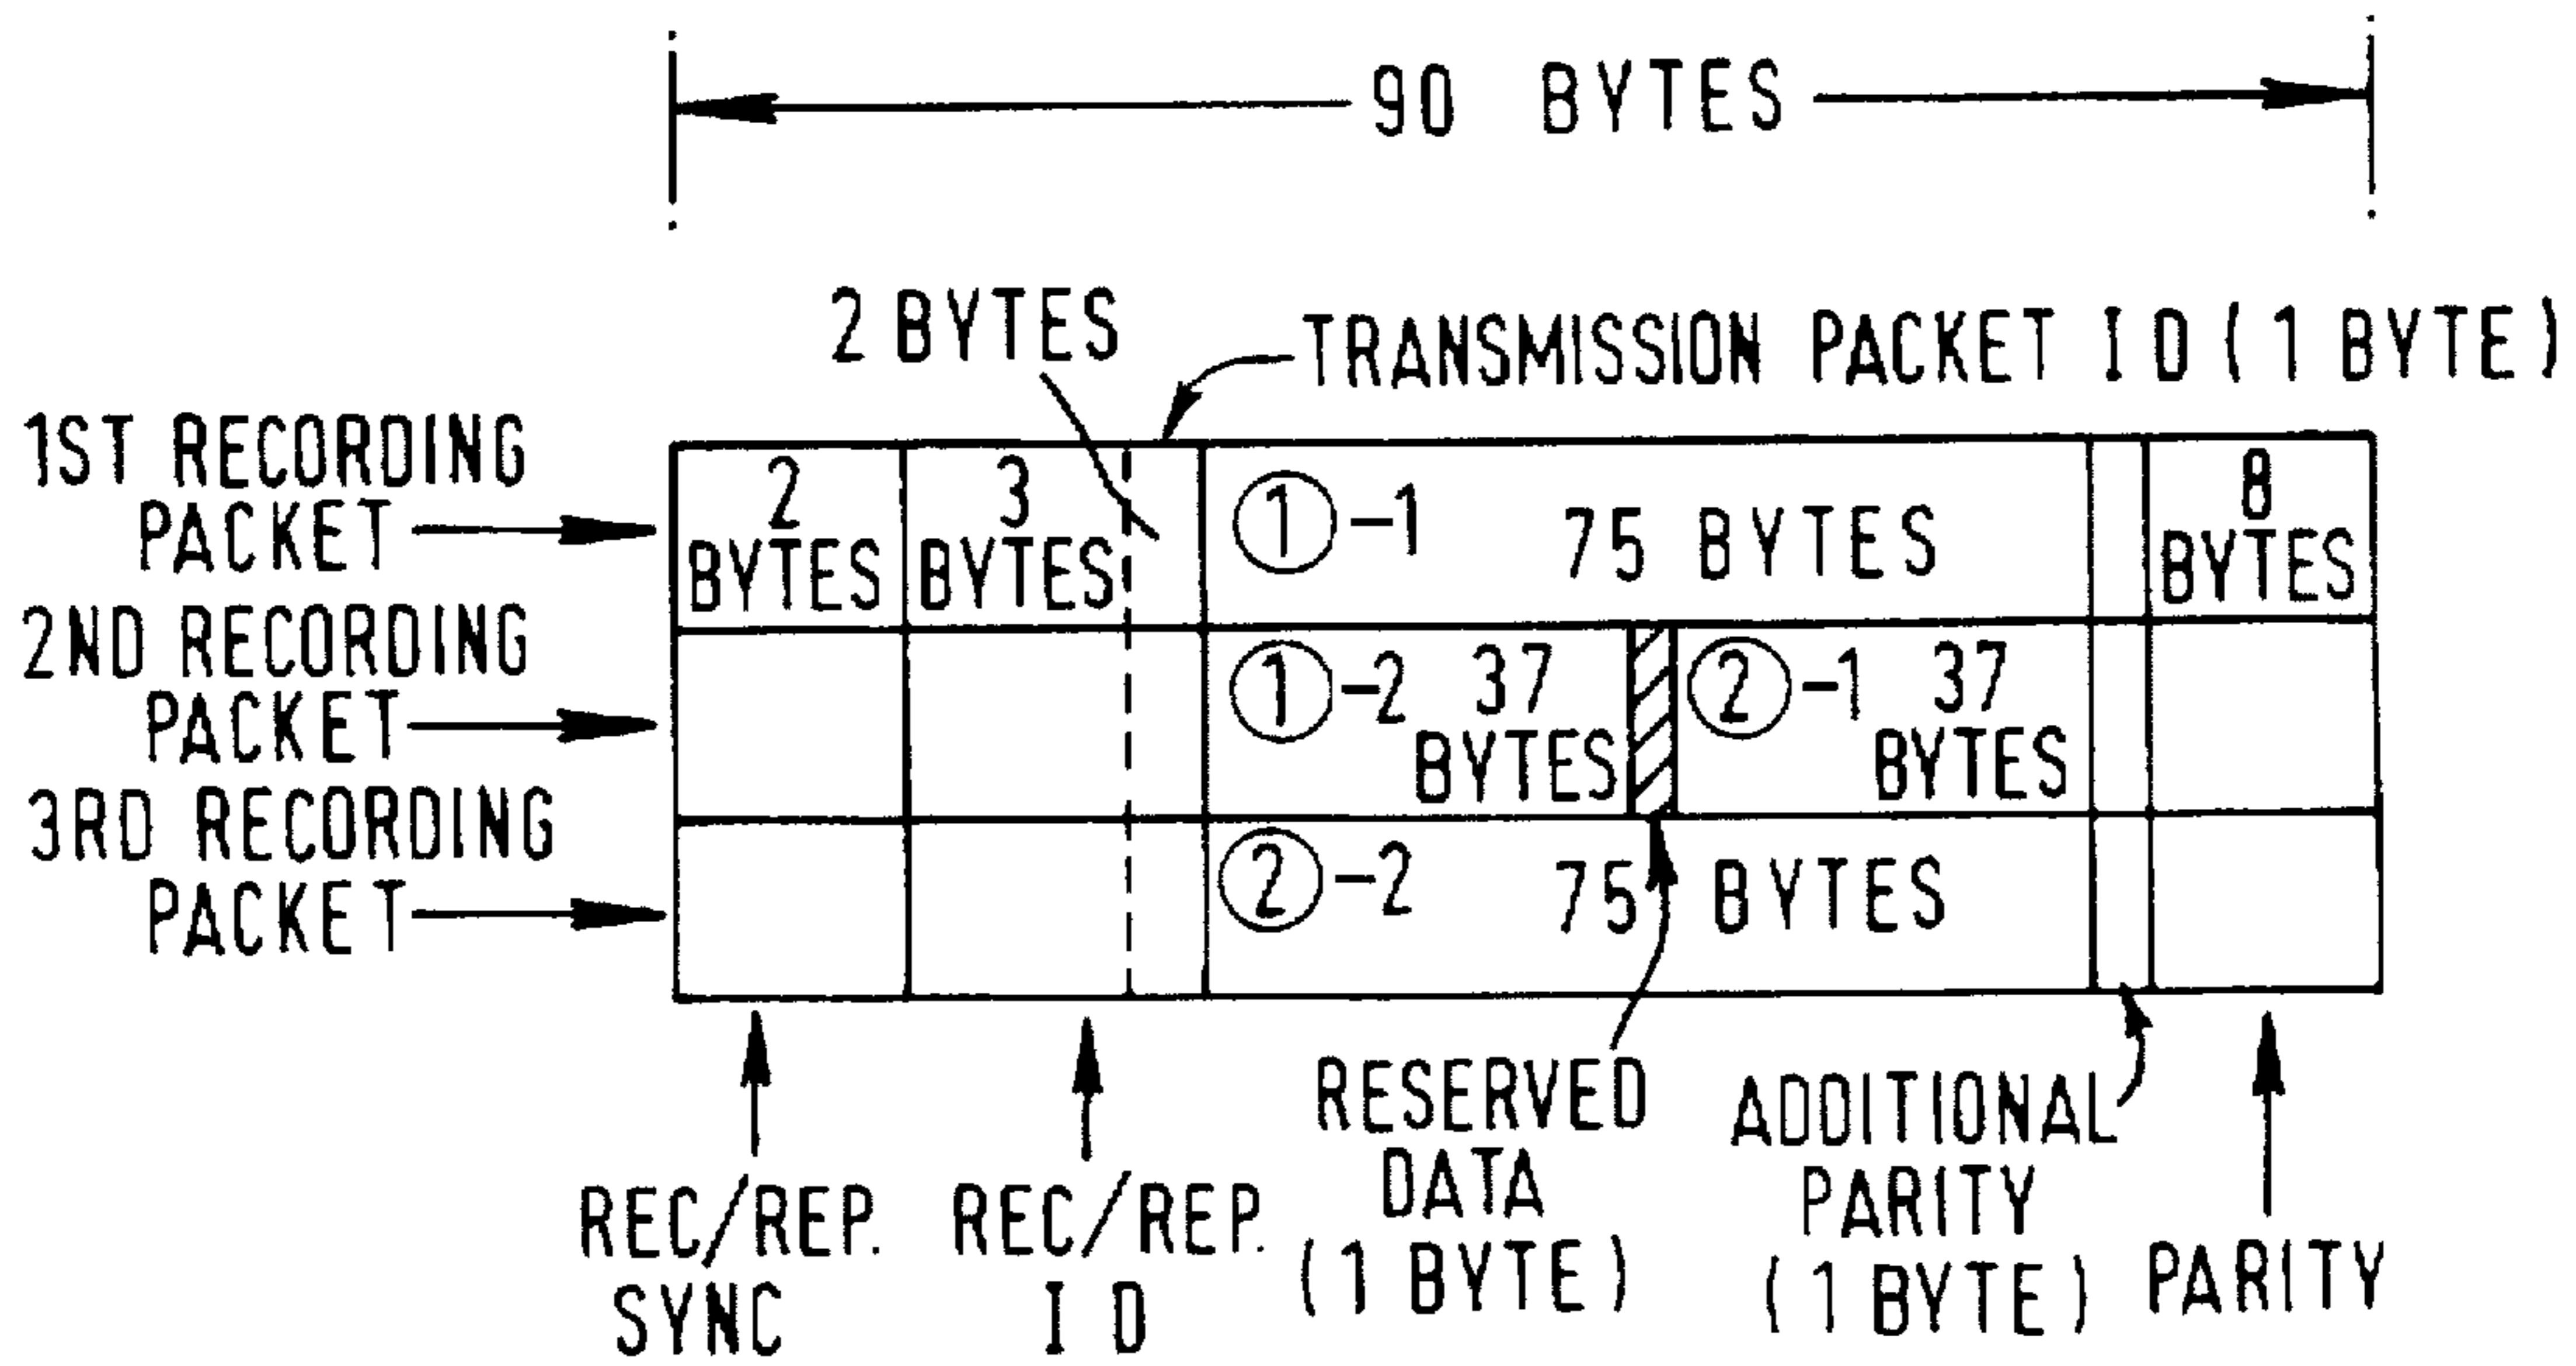 90 BYTES
2 BYTES
TRANSMISSION PACKET ID (1 BYTE)
1ST RECORDING
PACKET
2
BYTES
3
BYTES
①-1 75 BYTES
8
BYTES
2ND RECORDING
PACKET
①-2 37
BYTES
②-1 37
BYTES
3RD RECORDING
PACKET
②-2 75 BYTES
REC/REP.
SYNC
REC/REP.
ID
RESERVED
DATA
(1 BYTE)
ADDITIONAL
PARITY
(1 BYTE)
PARITY